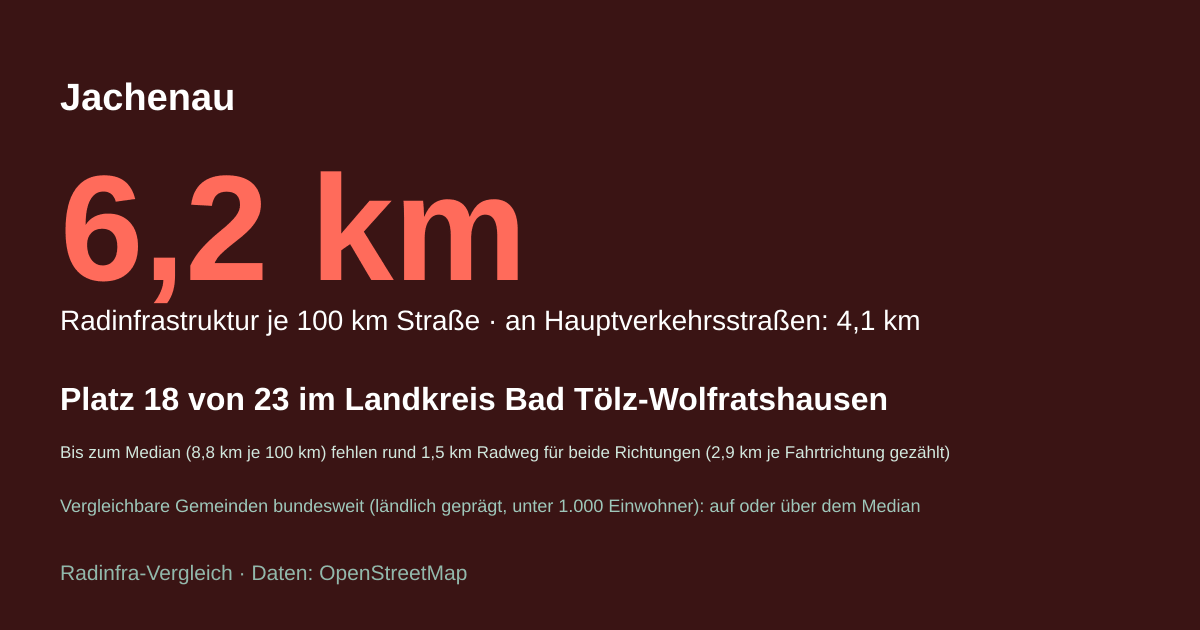 Jachenau
6,2 km
Radinfrastruktur je 100 km Straße · an Hauptverkehrsstraßen: 4,1 km
Platz 18 von 23 im Landkreis Bad Tölz-Wolfratshausen
Bis zum Median (8,8 km je 100 km) fehlen rund 1,5 km Radweg für beide Richtungen (2,9 km je Fahrtrichtung gezählt)
Vergleichbare Gemeinden bundesweit (ländlich geprägt, unter 1.000 Einwohner): auf oder über dem Median
Radinfra-Vergleich · Daten: OpenStreetMap